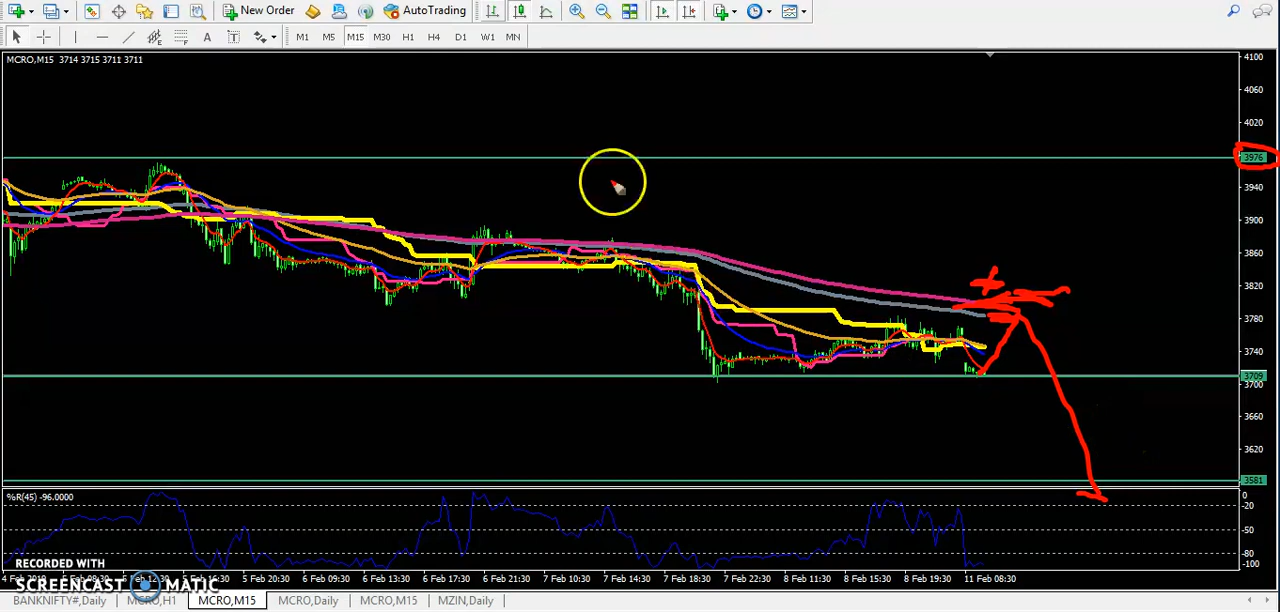 New Order AutoTrading
A T M1 M5 M15 M30 H1 H4 D1 W1 MN
MCRO,M15 3714 3715 3711 3711
4100
4060
4020
3976
3940
3900
3860
3820
3780
3740
3709
3700
3660
3620
3581
%R(45) -96.0000
0
-20
-50
-80
-100
RECORDED WITH
SCREENCAST MATIC
5 Feb 20:30 6 Feb 09:30 6 Feb 13:30 6 Feb 17:30 6 Feb 21:30 7 Feb 10:30 7 Feb 14:30 7 Feb 18:30 7 Feb 22:30 8 Feb 11:30 8 Feb 15:30 8 Feb 19:30 11 Feb 08:30
BANKNIFTY#,Daily MCRO,H1 MCRO,M15 MCRO,Daily MCRO,M15 MZIN,Daily